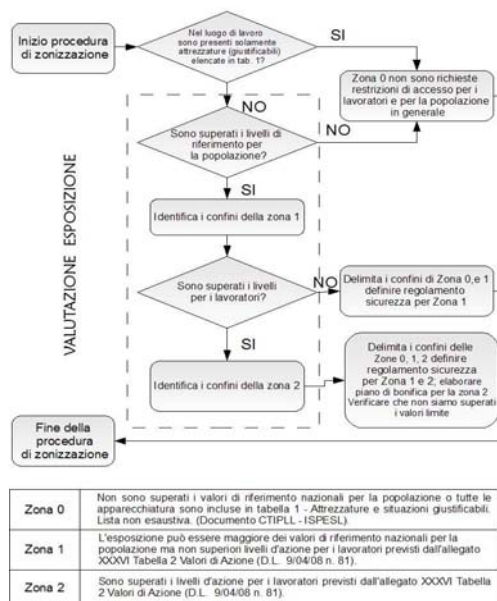 Inizio procedura
di zonizzazione
Nel luogo di lavoro
sono presenti solamente
attrezzature (giustificabili)
elencate in tab. 1?
SI
Zona 0 non sono richieste
restrizioni di accesso per i
lavoratori e per la popolazione
in generale
NO
Sono superati i livelli di
riferimento per
la popolazione?
NO
SI
Identifica i confini della zona 1
VALUTAZIONE ESPOSIZIONE
Sono superati i livelli
per i lavoratori?
NO
Delimita i confini di Zona 0,e 1
definire regolamento
sicurezza per Zona 1
SI
Identifica i confini della zona 2
Delimita i confini delle
Zone 0, 1, 2 definire
regolamento sicurezza
per Zona 1 e 2; elaborare
piano di bonifica per la zona 2
Verificare che non siamo superati
i valori limite
Fine della
procedura
di zonizzazione
Zona 0
Non sono superati i valori di riferimento nazionali per la popolazione o tutte le
apparecchiatura sono incluse in tabella 1 - Attrezzature e situazioni giustificabili.
Lista non esaustiva. (Documento CTIPLL - ISPESL).
Zona 1
L'esposizione può essere maggiore dei valori di riferimento nazionali per la
popolazione ma non superiori livelli d'azione per i lavoratori previsti dall'allegato
XXXVI Tabella 2 Valori di Azione (D.L. 9/04/08 n. 81).
Zona 2
Sono superati i livelli d'azione per i lavoratori previsti dall'allegato XXXVI Tabella
2 Valori di Azione (D.L. 9/04/08 n. 81).